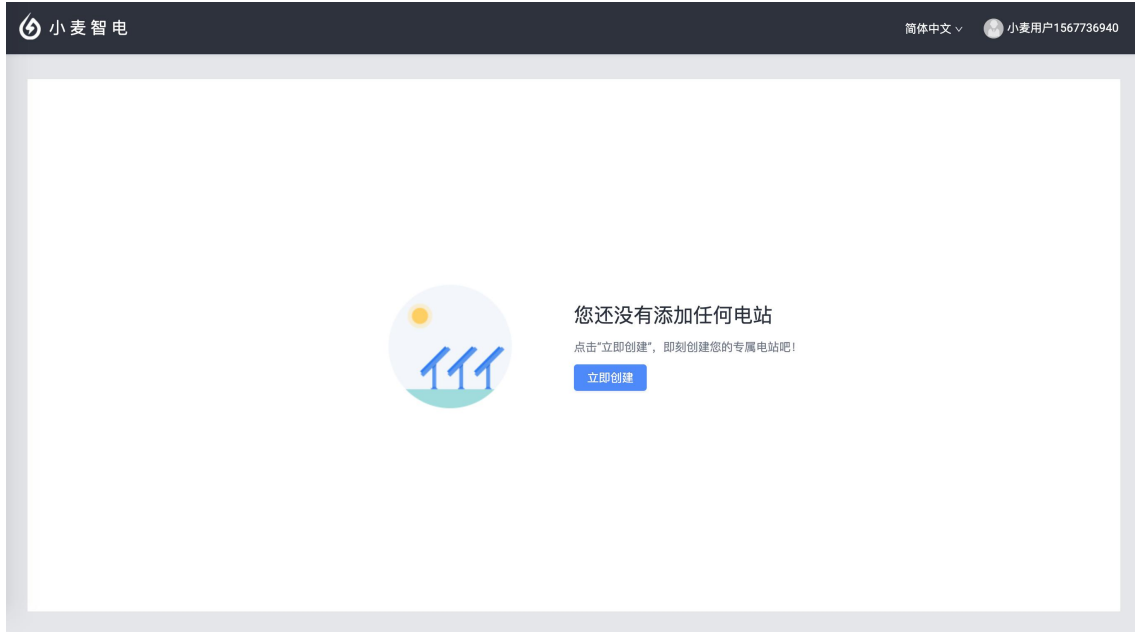 小麦智电
简体中文
小麦用户1567736940
您还没有添加任何电站
点击“立即创建”，即刻创建您的专属电站吧！
立即创建